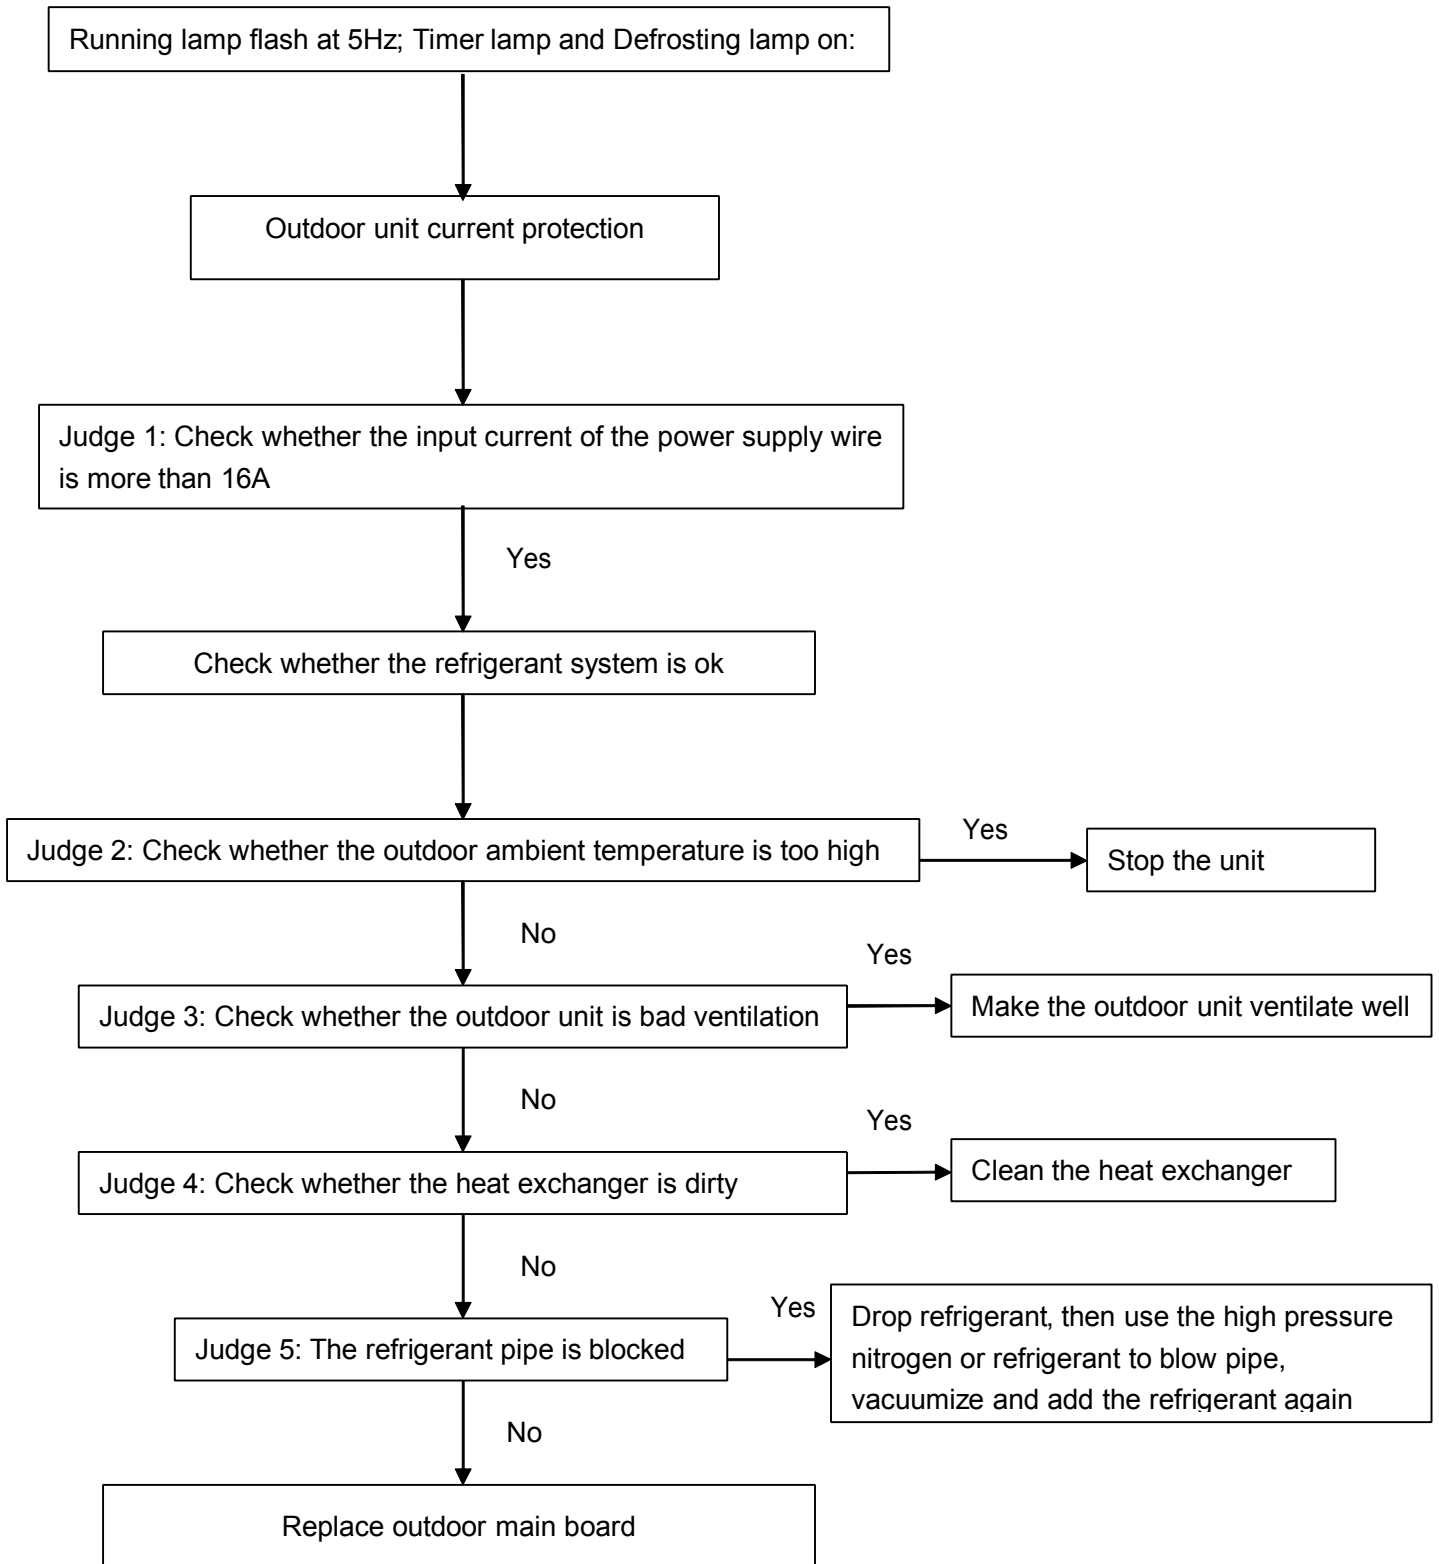 Running lamp flash at 5Hz; Timer lamp and Defrosting lamp on:
Outdoor unit current protection
Judge 1: Check whether the input current of the power supply wire
is more than 16A
Yes
Check whether the refrigerant system is ok
Judge 2: Check whether the outdoor ambient temperature is too high
Yes
Stop the unit
No
Yes
Judge 3: Check whether the outdoor unit is bad ventilation
Make the outdoor unit ventilate well
No
Yes
Judge 4: Check whether the heat exchanger is dirty
Clean the heat exchanger
No
Yes
Judge 5: The refrigerant pipe is blocked
Drop refrigerant, then use the high pressure
nitrogen or refrigerant to blow pipe,
vacuumize and add the refrigerant again
No
Replace outdoor main board